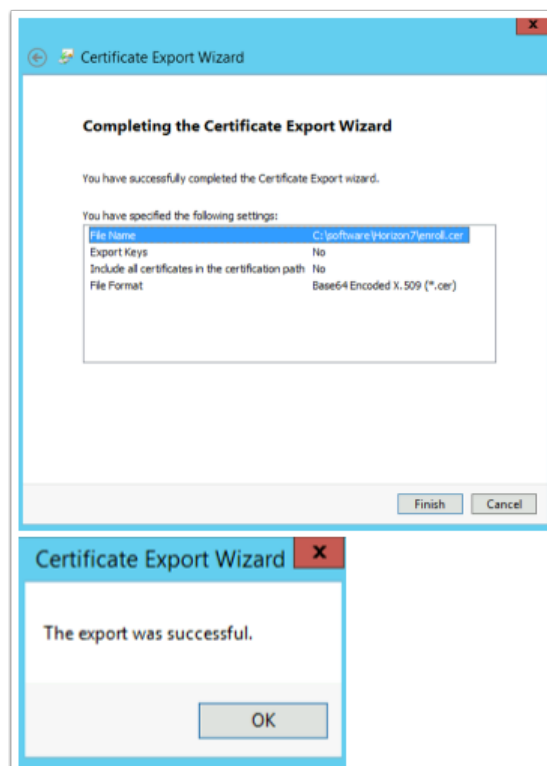 x
Certificate Export Wizard
Completing the Certificate Export Wizard
You have successfully completed the Certificate Export wizard.
You have specified the following settings:
File Name C:\software\Horizon7\enroll.cer
Export Keys No
Include all certificates in the certification path No
File Format Base64 Encoded X.509 (*.cer)
Finish Cancel
Certificate Export Wizard x
The export was successful.
OK